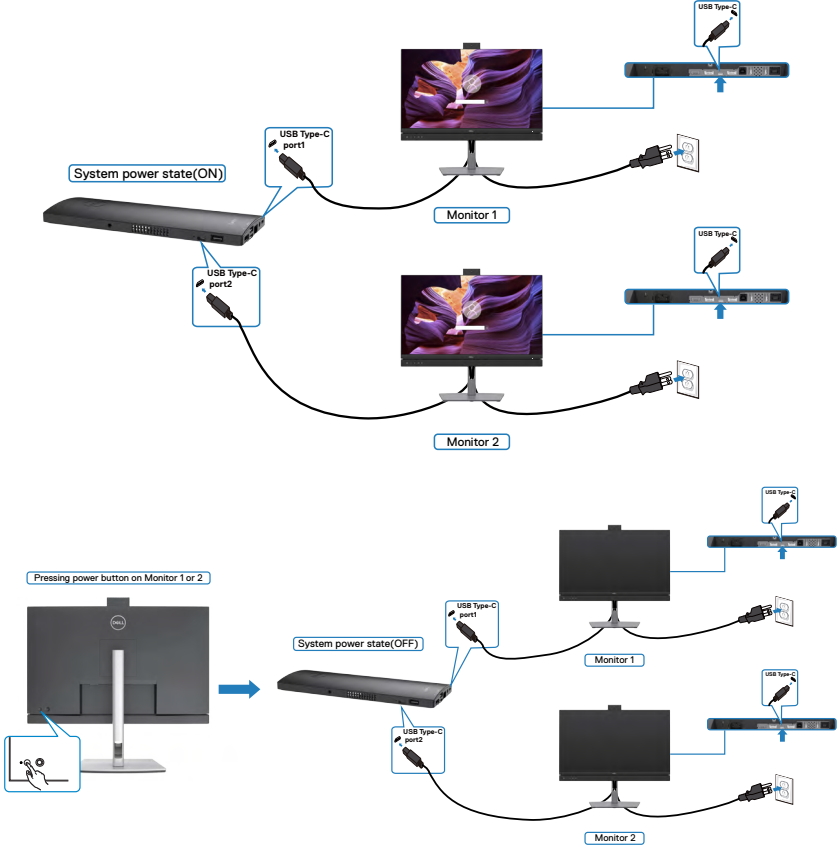 USB Type-C
USB Type-C
port1
System power state(ON)
Monitor 1
USB Type-C
USB Type-C
port2
Monitor 2
USB Type-C
Pressing power button on Monitor 1 or 2
USB Type-C
port1
DELL
System power state(OFF)
Monitor 1
USB Type-C
USB Type-C
port2
Monitor 2